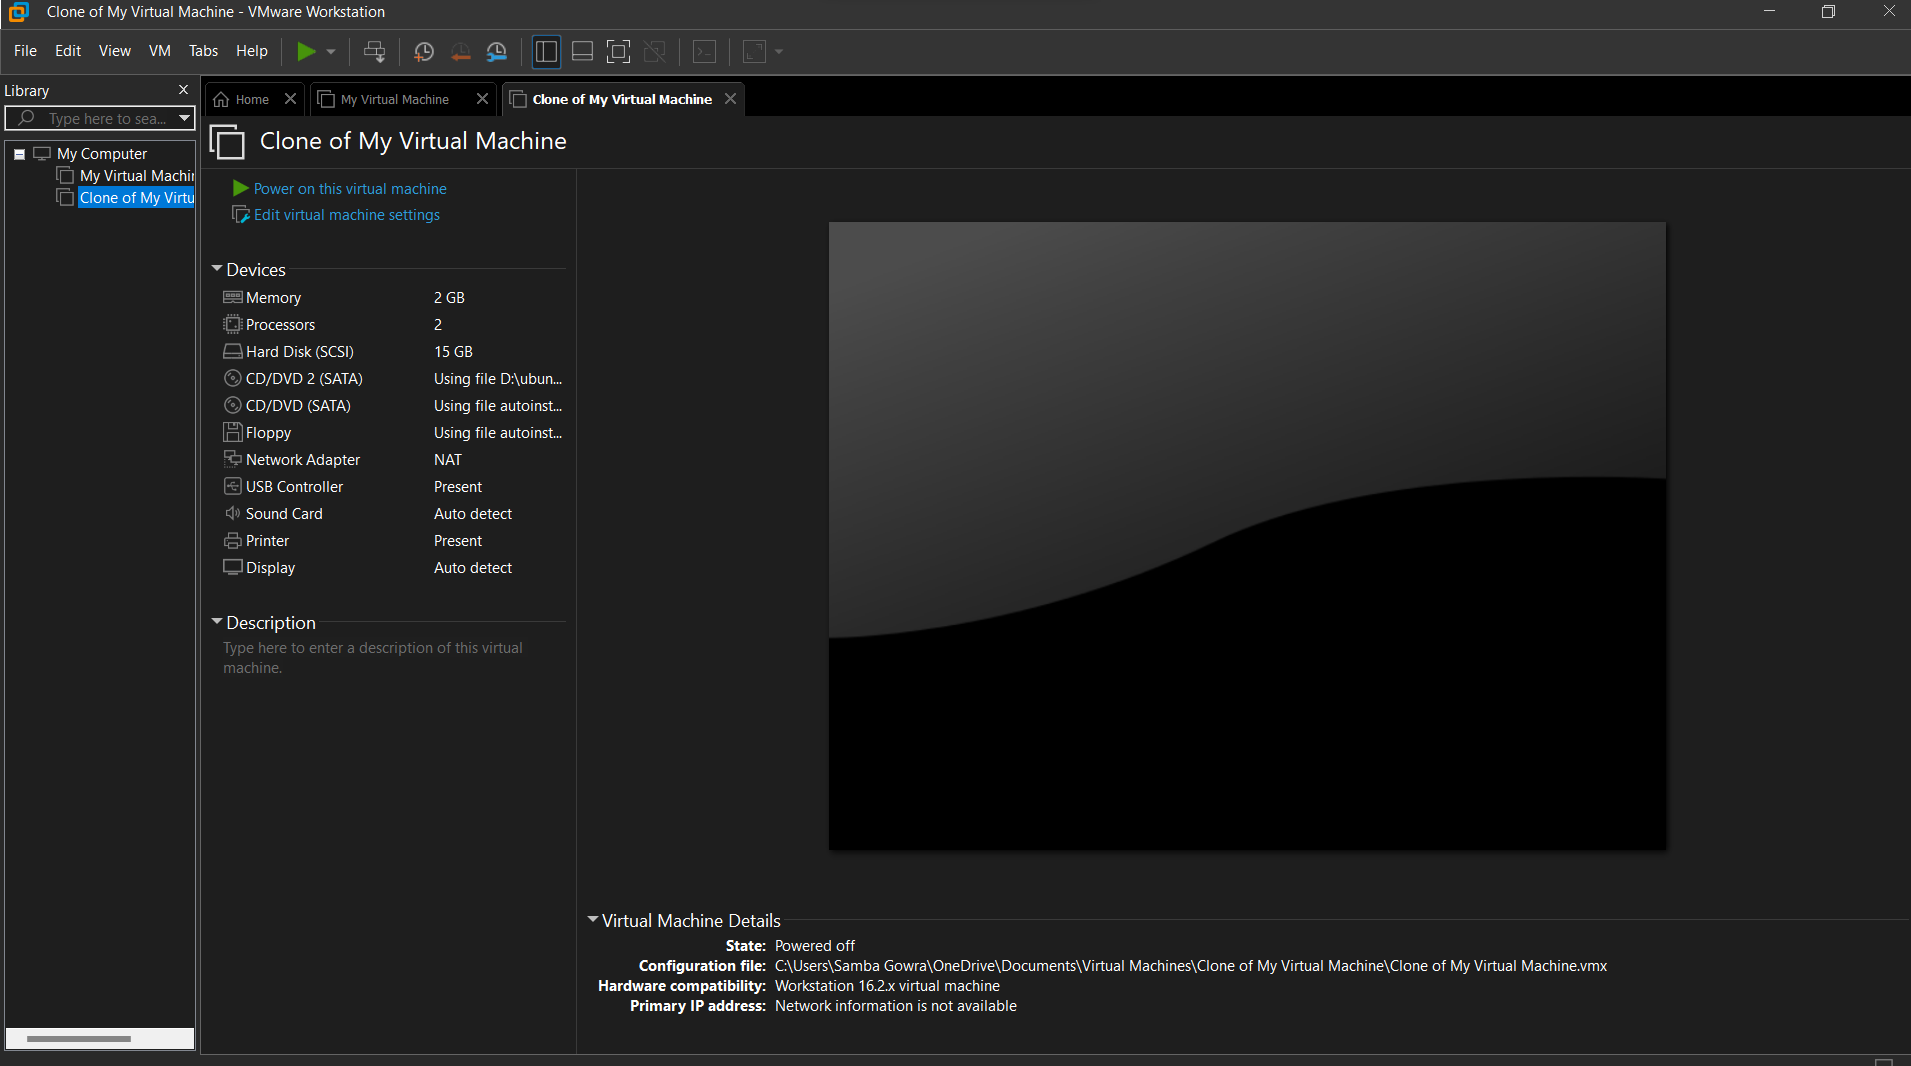 Clone of My Virtual Machine - VMware Workstation
File Edit View VM Tabs Help
Library
Type here to sea...
My Computer
My Virtual Machin
Clone of My Virtu
Home My Virtual Machine Clone of My Virtual Machine
Clone of My Virtual Machine
Power on this virtual machine
Edit virtual machine settings
Devices
Memory 2 GB
Processors 2
Hard Disk (SCSI) 15 GB
CD/DVD 2 (SATA) Using file D:\ubun...
CD/DVD (SATA) Using file autoinst...
Floppy Using file autoinst...
Network Adapter NAT
USB Controller Present
Sound Card Auto detect
Printer Present
Display Auto detect
Description
Type here to enter a description of this virtual
machine.
Virtual Machine Details
State: Powered off
Configuration file: C:\Users\Samba Gowra\OneDrive\Documents\Virtual Machines\Clone of My Virtual Machine\Clone of My Virtual Machine.vmx
Hardware compatibility: Workstation 16.2.x virtual machine
Primary IP address: Network information is not available